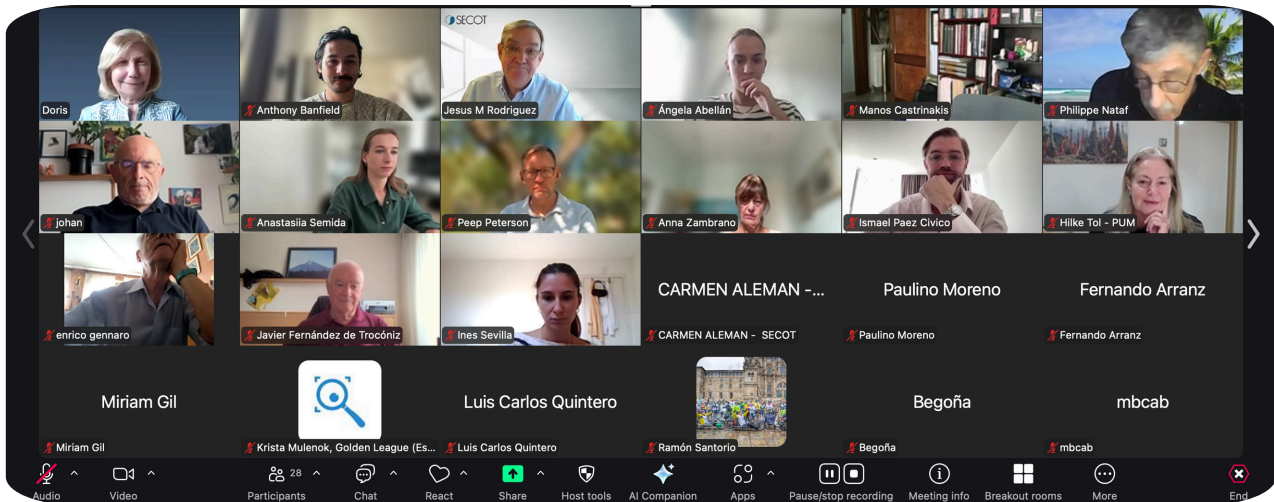 SECOT
Doris
Anthony Banfield
Jesus M Rodriguez
Ángela Abellán
Manos Castrinakis
Philippe Nataf
johan
Anastasiia Semida
Peep Peterson
Anna Zambrano
Ismael Paez Civico
Hilke Tol - PUM
CARMEN ALEMAN -...
Paulino Moreno
Fernando Arranz
enrico gennaro
Javier Fernández de Trocóniz
Ines Sevilla
CARMEN ALEMAN - SECOT
Paulino Moreno
Fernando Arranz
Miriam Gil
Luis Carlos Quintero
Begoña
mbcab
Miriam Gil
Krista Mulenok, Golden League (Es...
Luis Carlos Quintero
Ramón Santorio
Begoña
mbcab
28
Audio
Video
Participants
Chat
React
Share
Host tools
AI Companion
Apps
Pause/stop recording
Meeting info
Breakout rooms
More
End